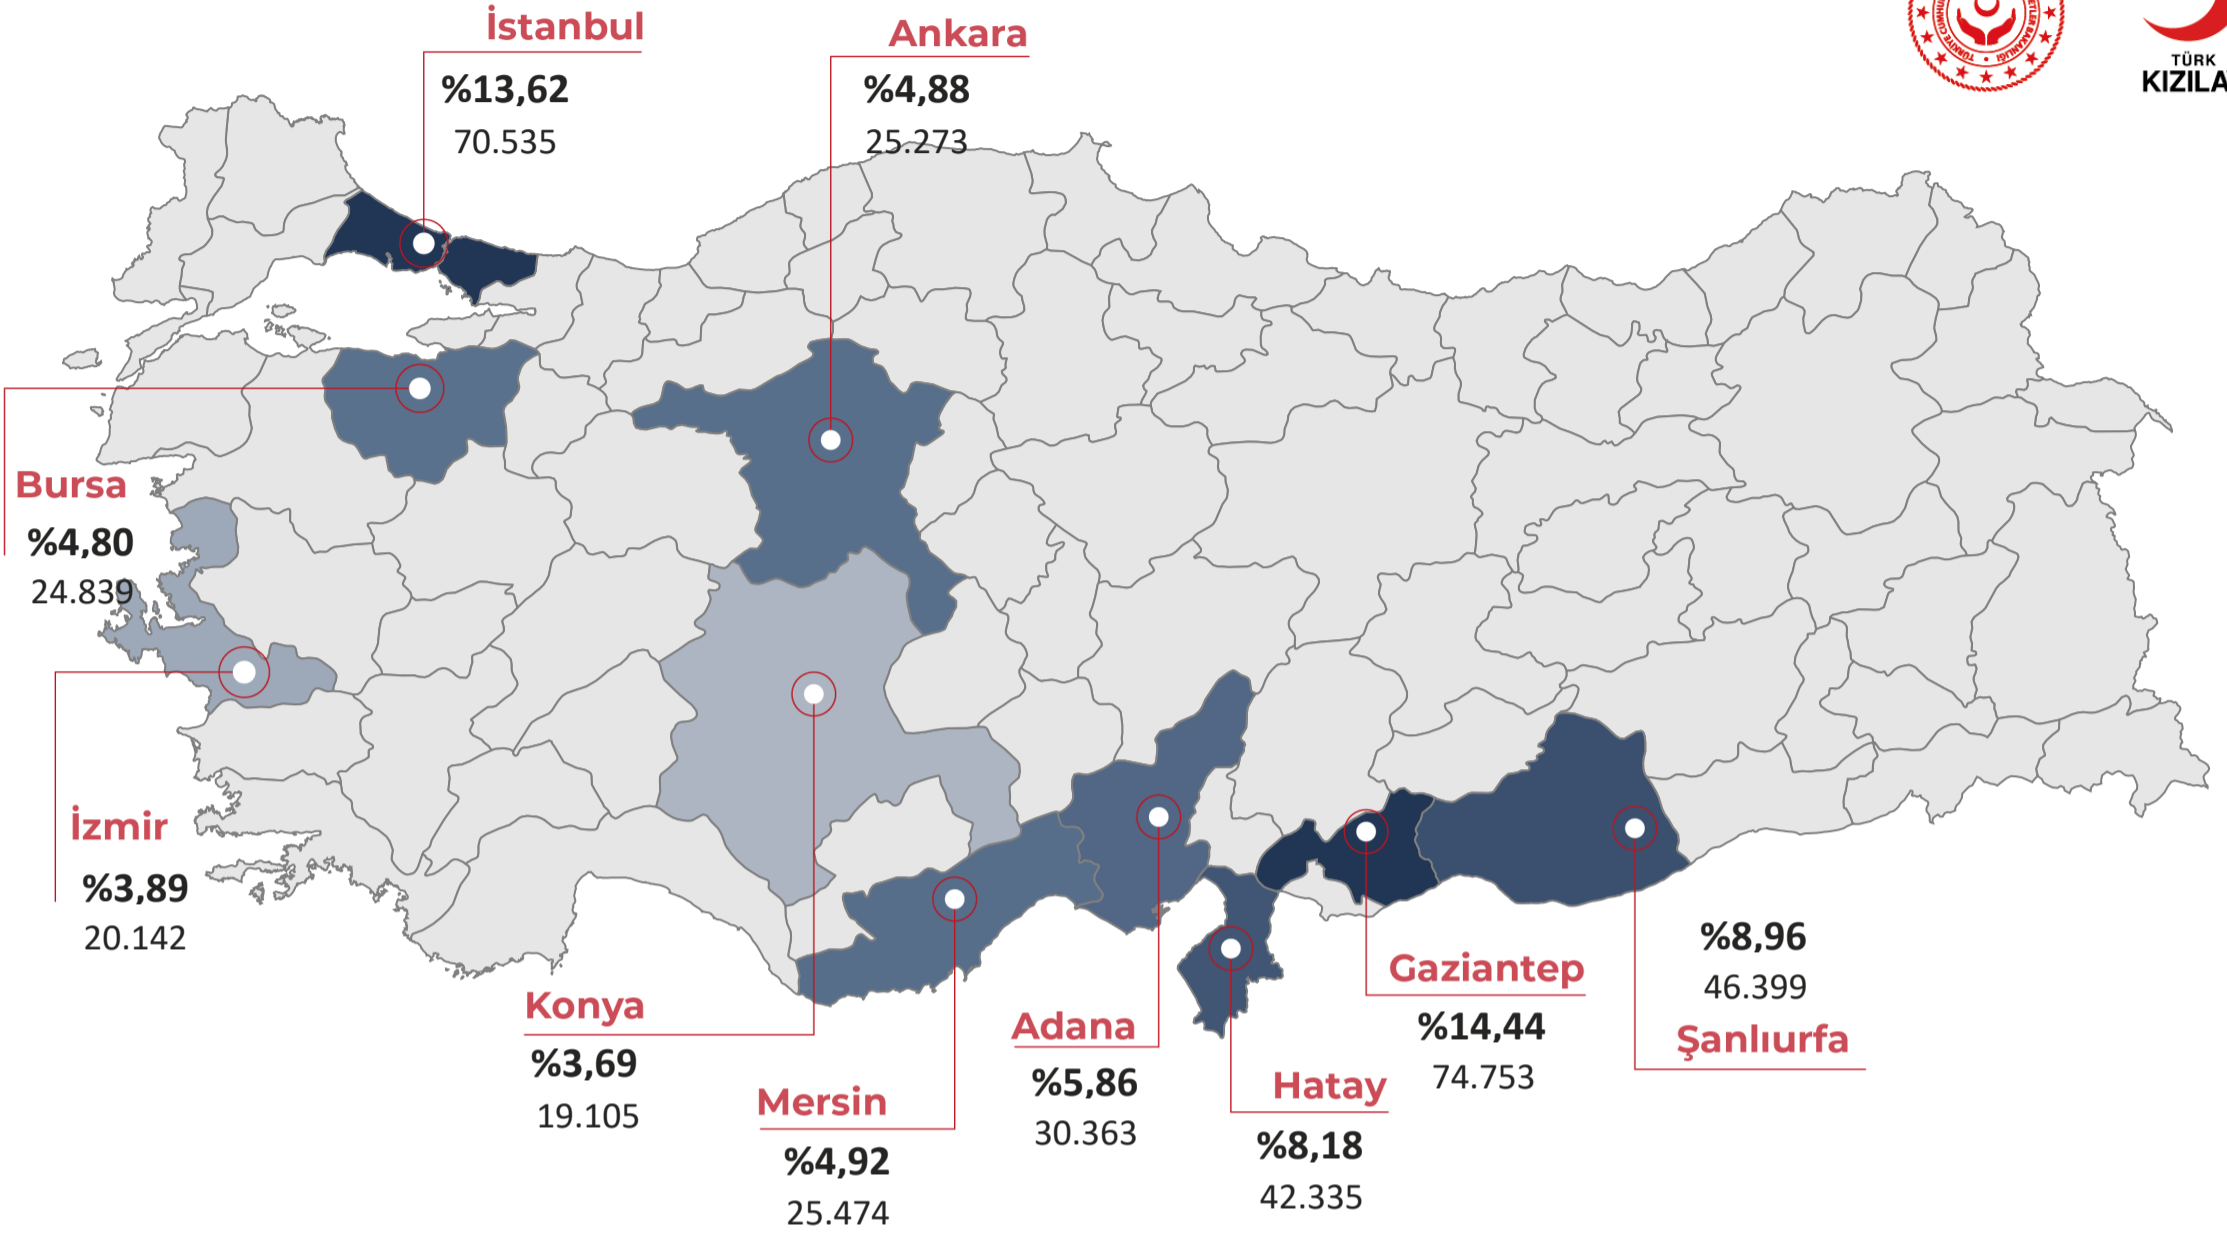 İstanbul
%13,62
70.535
Ankara
%4,88
25.273
TÜRK
KIZILA
Bursa
%4,80
24.839
İzmir
%3,89
20.142
Konya
%3,69
19.105
Mersin
%4,92
25.474
Adana
%5,86
30.363
Hatay
%8,18
42.335
Gaziantep
%14,44
74.753
%8,96
46.399
Şanlıurfa